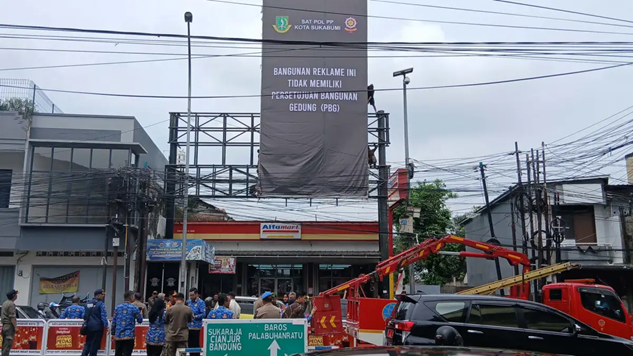 SAT POL PP
KOTA SUKABUMI
BANGUNAN REKLAME INI
TIDAK MEMILIKI
PERSETUJUAN BANGUNAN
GEDUNG (PBG)
Alfamart
SUKARAJA
CIANJUR
BANDUNG
BAROS
PALABUHANRATU